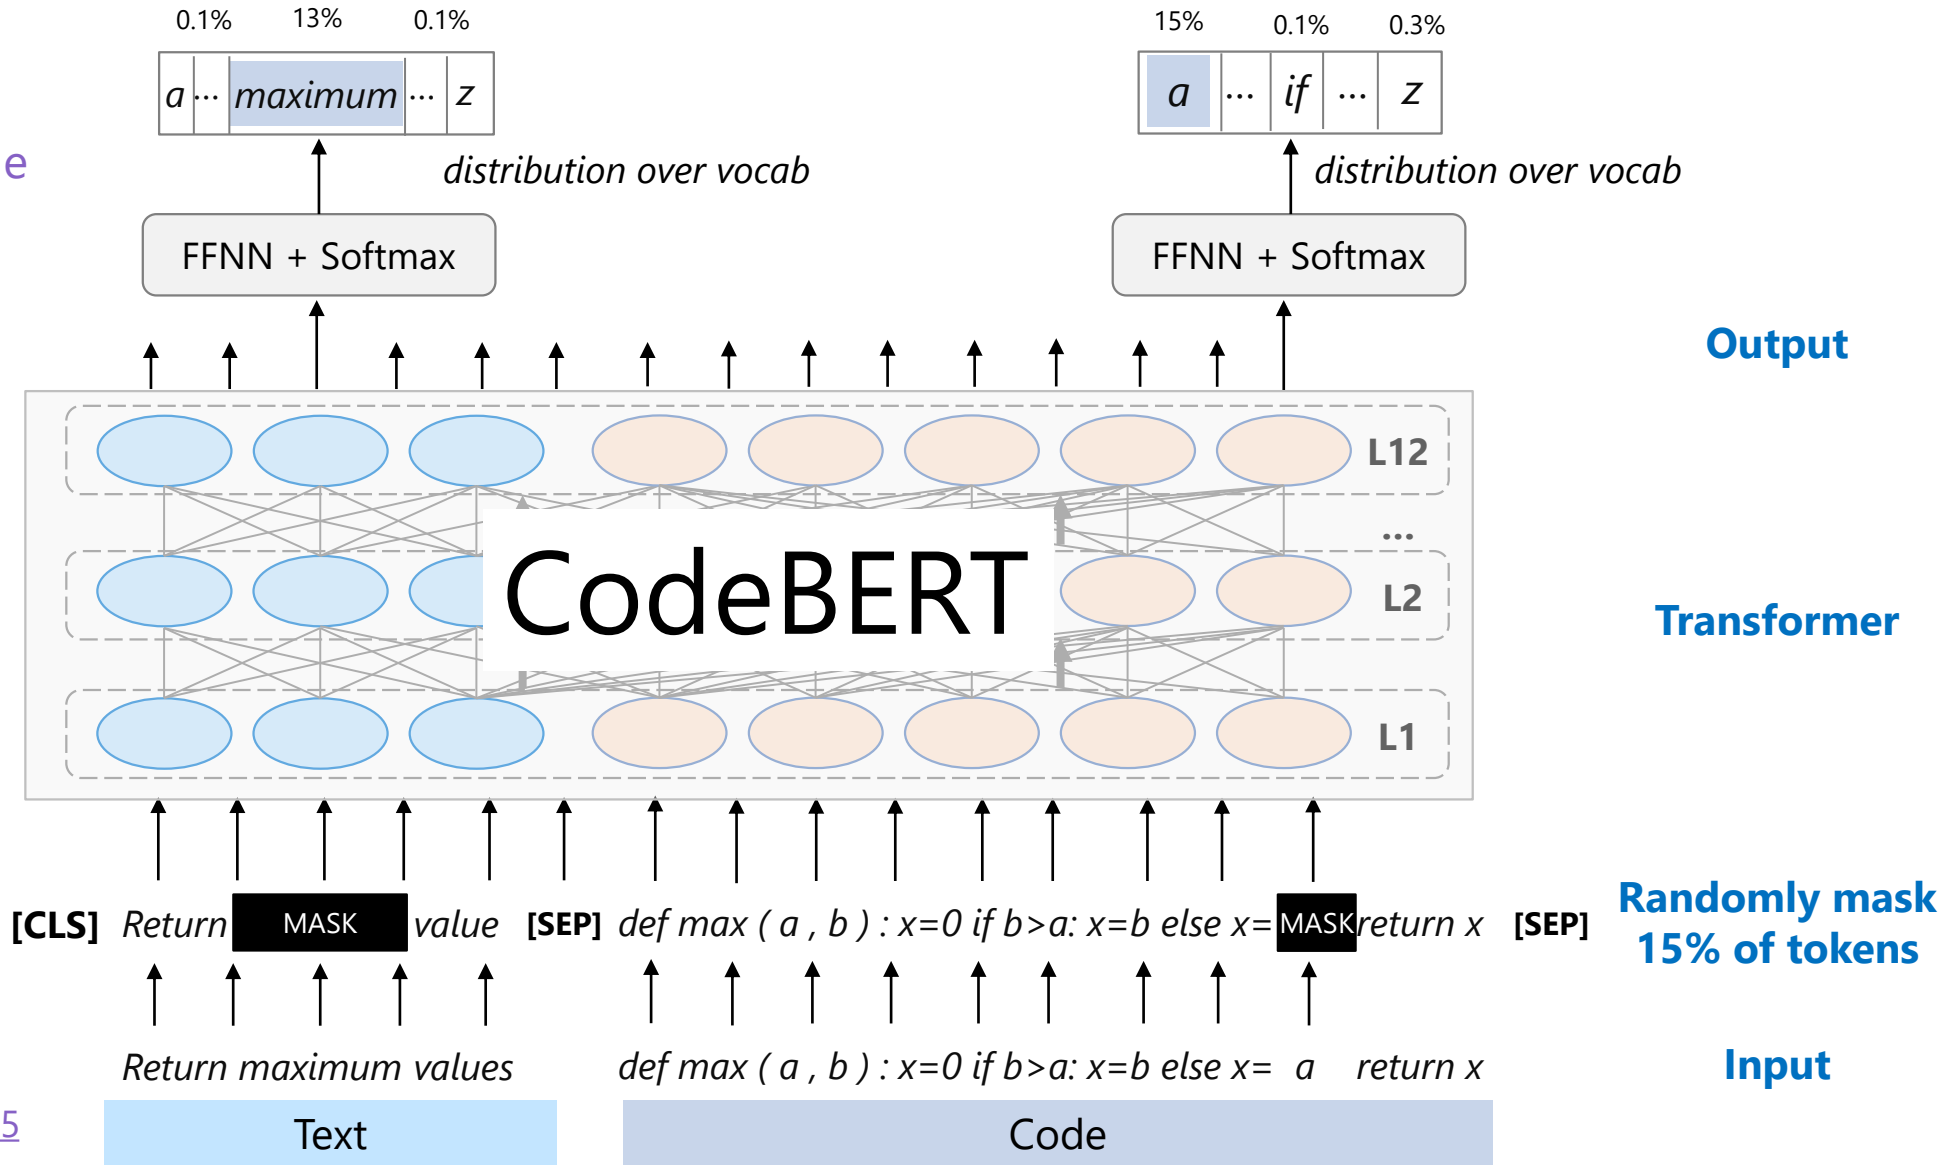 0.1% 13% 0.1% 15% 0.1% 0.3%
a ... maximum ... z a ... if ... z
e distribution over vocab distribution over vocab
FFNN + Softmax FFNN + Softmax
Output
L12
...
CodeBERT L2 Transformer
L1
[CLS] Return MASK value [SEP] def max ( a , b ) : x=0 if b>a: x=b else x= MASK return x [SEP]
Randomly mask
15% of tokens
Return maximum values def max ( a , b ) : x=0 if b>a: x=b else x= a return x Input
5 Text Code